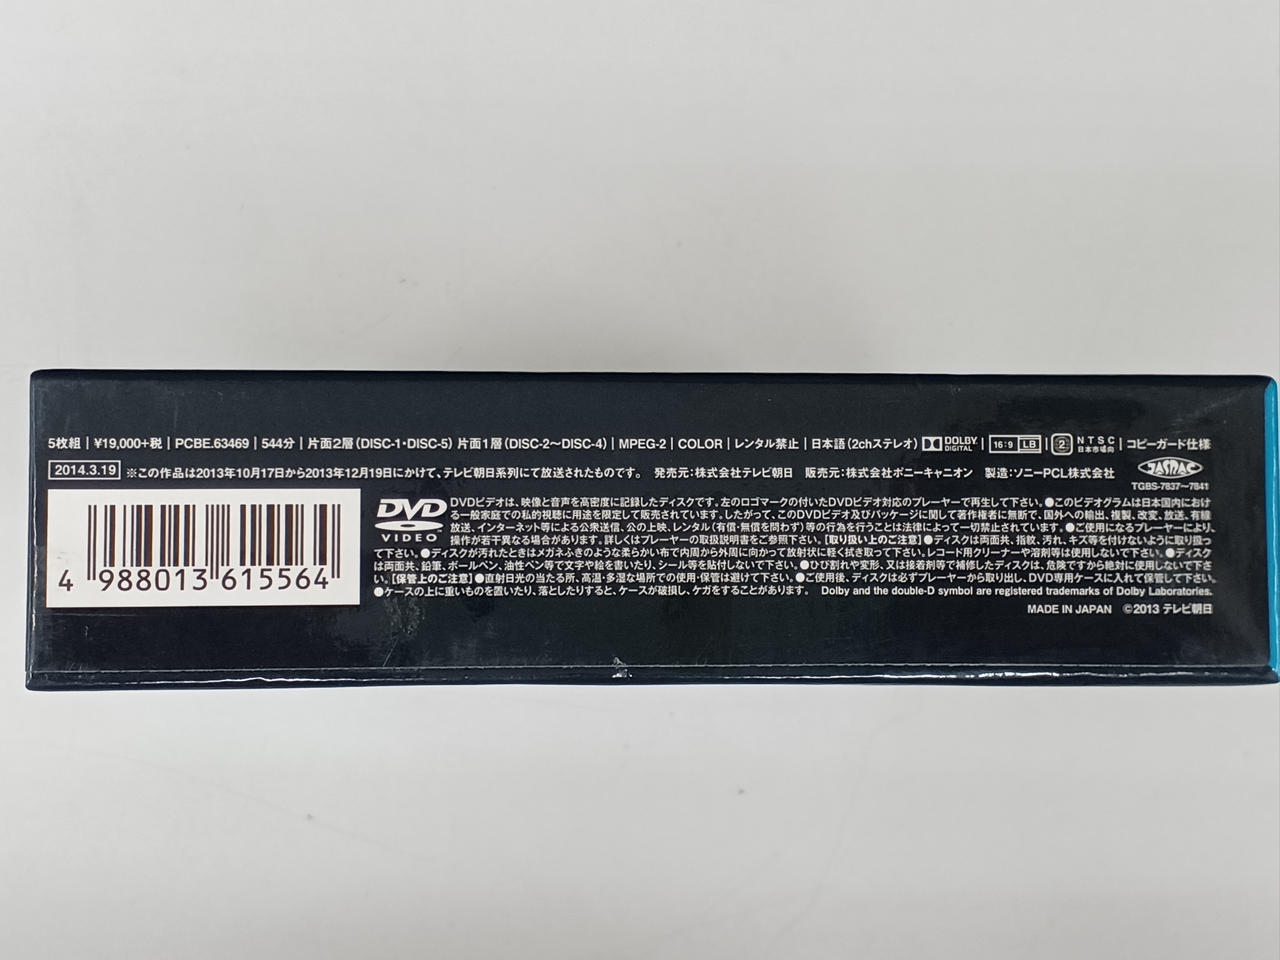 5枚組 | ¥19,000+税 | PCBE.63469 | 544分 | 片面2層(DISC-1・DISC-5) 片面1層(DISC-2〜DISC-4) | MPEG-2 | COLOR | レンタル禁止 | 日本語(2chステレオ) DOLBY DIGITAL | 16:9 LB | 2 NTSC 日本市場向 | コピーガード仕様
2014.3.19 ※この作品は2013年10月17日から2013年12月19日にかけて、テレビ朝日系列にて放送されたものです。 発売元:株式会社テレビ朝日 販売元:株式会社ポニーキャニオン 製造:ソニーPCL株式会社 JASRAC
TGBS-7837〜7841
DVD VIDEO
DVDビデオは、映像と音声を高密度に記録したディスクです。左のロゴマークの付いたDVDビデオ対応のプレーヤーで再生して下さい。●このビデオグラムは日本国内におけ
る一般家庭での私的視聴に用途を限定して販売されています。したがって、このDVDビデオ及びパッケージに関して著作権者に無断で、国外への輸出、複製、改変、放送、有線
放送、インターネット等による公衆送信、公の上映、レンタル(有償・無償を問わず)等の行為を行うことは法律によって一切禁止されています。●ご使用になるプレーヤーにより、
操作が若干異なる場合があります。詳しくはプレーヤーの取扱説明書をご参照下さい。【取り扱い上のご注意】●ディスクは両面共、指紋、汚れ、キズ等を付けないように取り扱っ
て下さい。●ディスクが汚れたときはメガネふきのような柔らかい布で内周から外周に向かって放射状に軽く拭き取って下さい。レコード用クリーナーや溶剤等は使用しないで下さい。●ディスク
は両面共、鉛筆、ボールペン、油性ペン等で文字や絵を書いたり、シール等を貼付しないで下さい。●ひび割れや変形、又は接着剤等で補修したディスクは、危険ですから絶対に使用しないで下さ
い。【保管上のご注意】●直射日光の当たる所、高温・多湿な場所での使用・保管は避けて下さい。●ご使用後、ディスクは必ずプレーヤーから取り出し、DVD専用ケースに入れて保管して下さい。
●ケースの上に重いものを置いたり、落としたりすると、ケースが破損し、ケガをすることがあります。 Dolby and the double-D symbol are registered trademarks of Dolby Laboratories.
MADE IN JAPAN ©2013 テレビ朝日
4 988013 615564